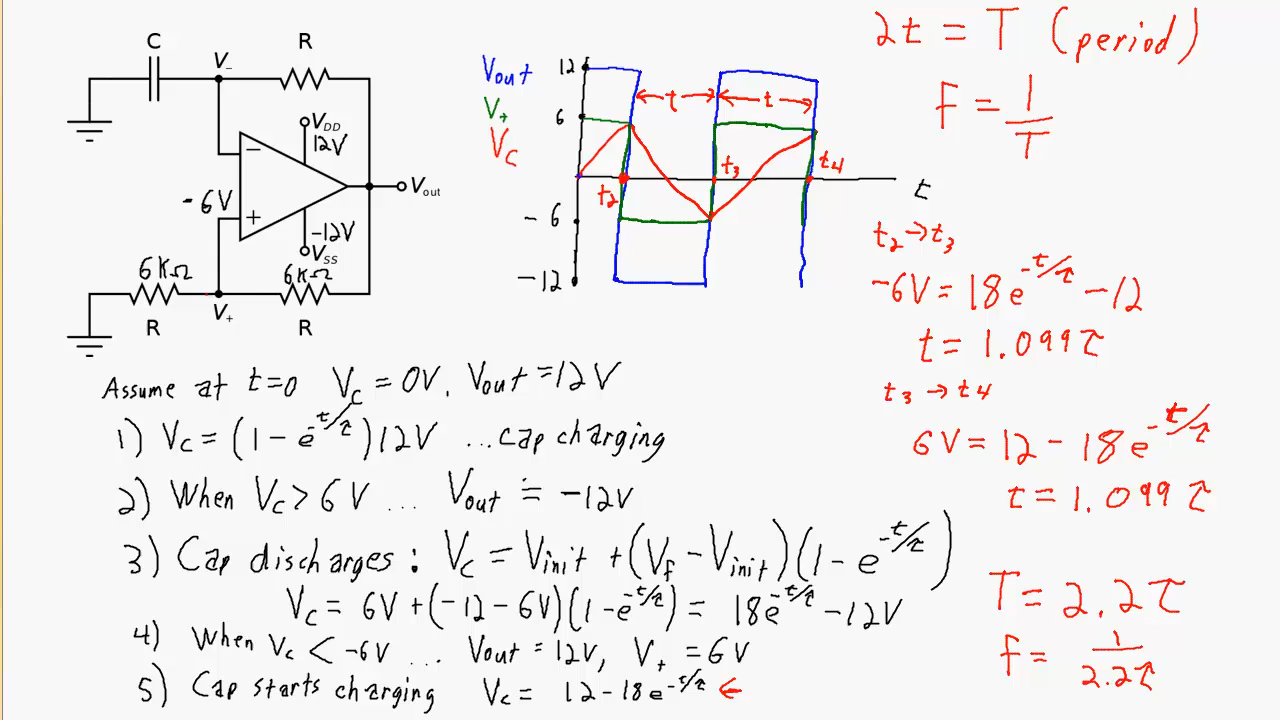 C
R
V₋
V_DD
12V
−
- 6V
+
V_out
-12V
V_SS
6KΩ
6KΩ
R
V₊
R
Vout
V₊
Vc
12
6
-6
-12
t
t
t₂
t₃
t₄
t
2t = T (period)
F = 1/T
t₂→t₃
-6V = 18e^(-t/τ) -12
t = 1.099τ
t₃→t₄
6V = 12 - 18e^(-t/τ)
t = 1.099τ
T = 2.2τ
f = 1/2.2τ
Assume at t=0 Vc = 0V, Vout = 12V
1) Vc = (1 - e^(-t/τ))12V ...cap charging
2) When Vc > 6V ... Vout = -12V
3) Cap discharges: Vc = Vinit + (Vf - Vinit)(1 - e^(-t/τ))
Vc = 6V + (-12 - 6V)(1 - e^(-t/τ)) = 18e^(-t/τ) - 12V
4) When Vc < -6V ... Vout = 12V, V₊ = 6V
5) Cap starts charging Vc = 12 - 18e^(-t/τ) ←